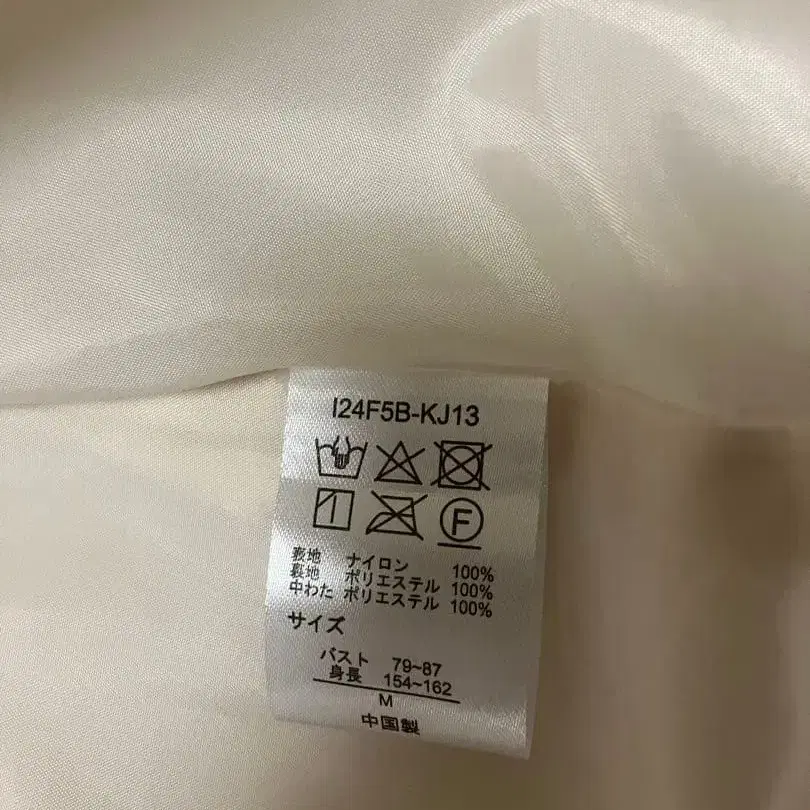 I24F5B-KJ13
F
表地 ナイロン 100%
裏地 ポリエステル 100%
中わた ポリエステル 100%
サイズ
バスト 79~87
身長 154~162
M
中国製